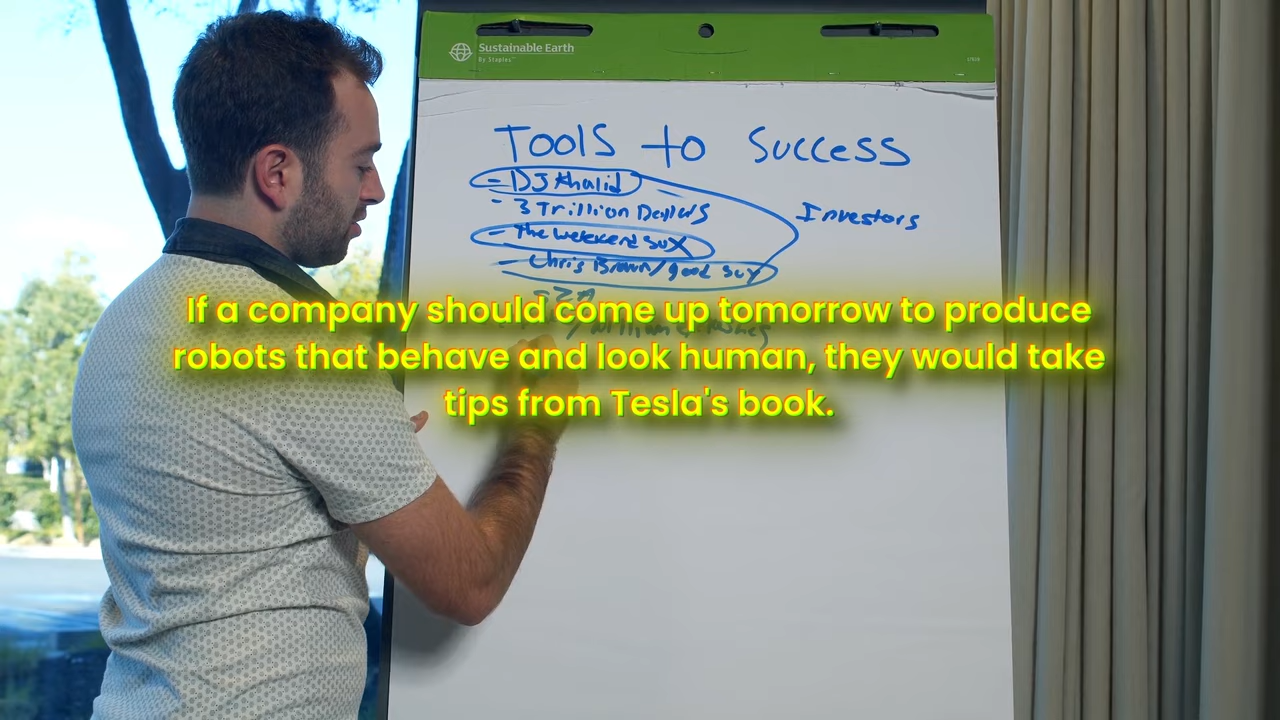 Sustainable Earth
By Staples™
Tools to Success
- DJ Khalid
- 3 Trillion Dollars
Investors
- The weekend sux
- Chris Brown/good guy
If a company should come up tomorrow to produce
robots that behave and look human, they would take
tips from Tesla's book.